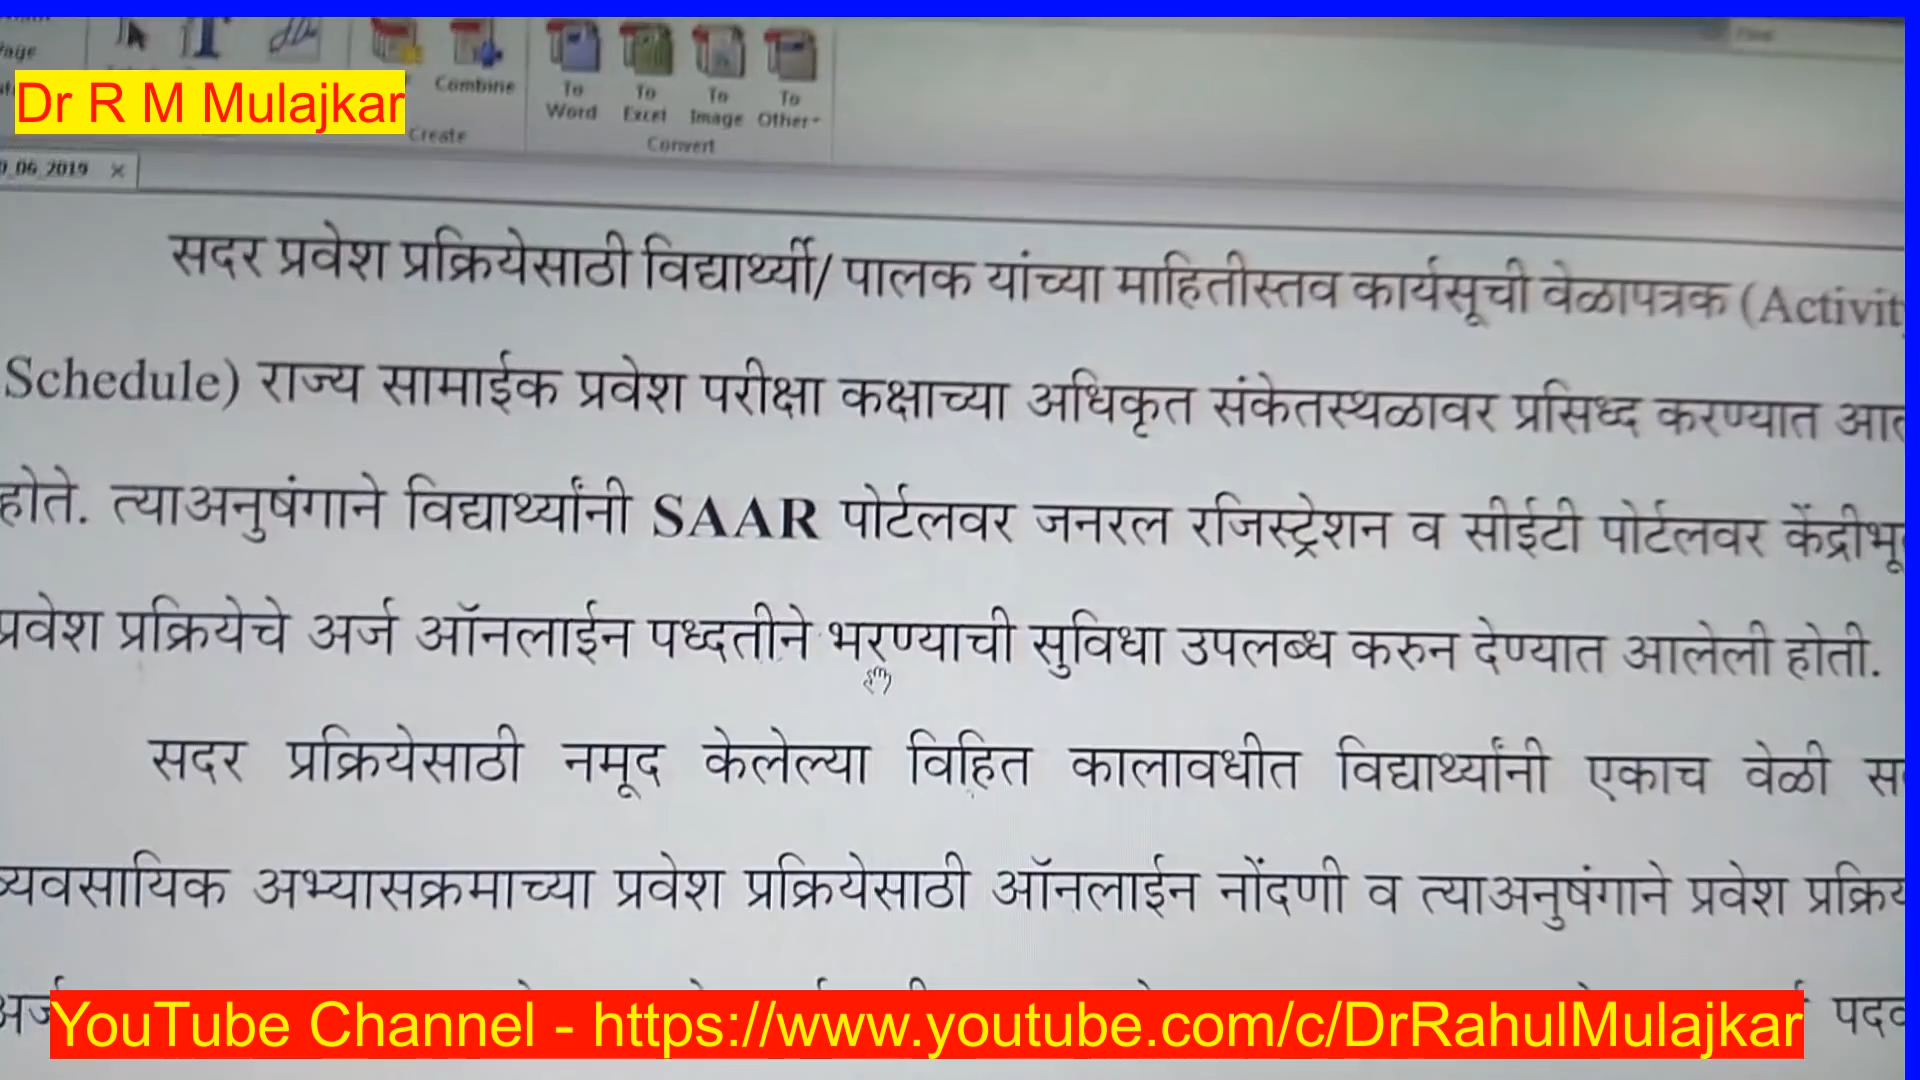 Dr R M Mulajkar
Combine
Create
To Word
To Excel
To Image
To Other
Convert
06_2019
सदर प्रवेश प्रक्रियेसाठी विद्यार्थ्यी/ पालक यांच्या माहितीस्तव कार्यसूची वेळापत्रक (Activit
Schedule) राज्य सामाईक प्रवेश परीक्षा कक्षाच्या अधिकृत संकेतस्थळावर प्रसिध्द करण्यात
होते. त्याअनुषंगाने विद्यार्थ्यांनी SAAR पोर्टलवर जनरल रजिस्ट्रेशन व सीईटी पोर्टलवर केंद्रीभू
प्रवेश प्रक्रियेचे अर्ज ऑनलाईन पध्दतीने भरण्याची सुविधा उपलब्ध करुन देण्यात आलेली होती.
सदर प्रक्रियेसाठी नमूद केलेल्या विहित कालावधीत विद्यार्थ्यांनी एकाच वेळी
व्यवसायिक अभ्यासक्रमाच्या प्रवेश प्रक्रियेसाठी ऑनलाईन नोंदणी व त्याअनुषंगाने प्रवेश प्रक्रिय
YouTube Channel - https://www.youtube.com/c/DrRahulMulajkar